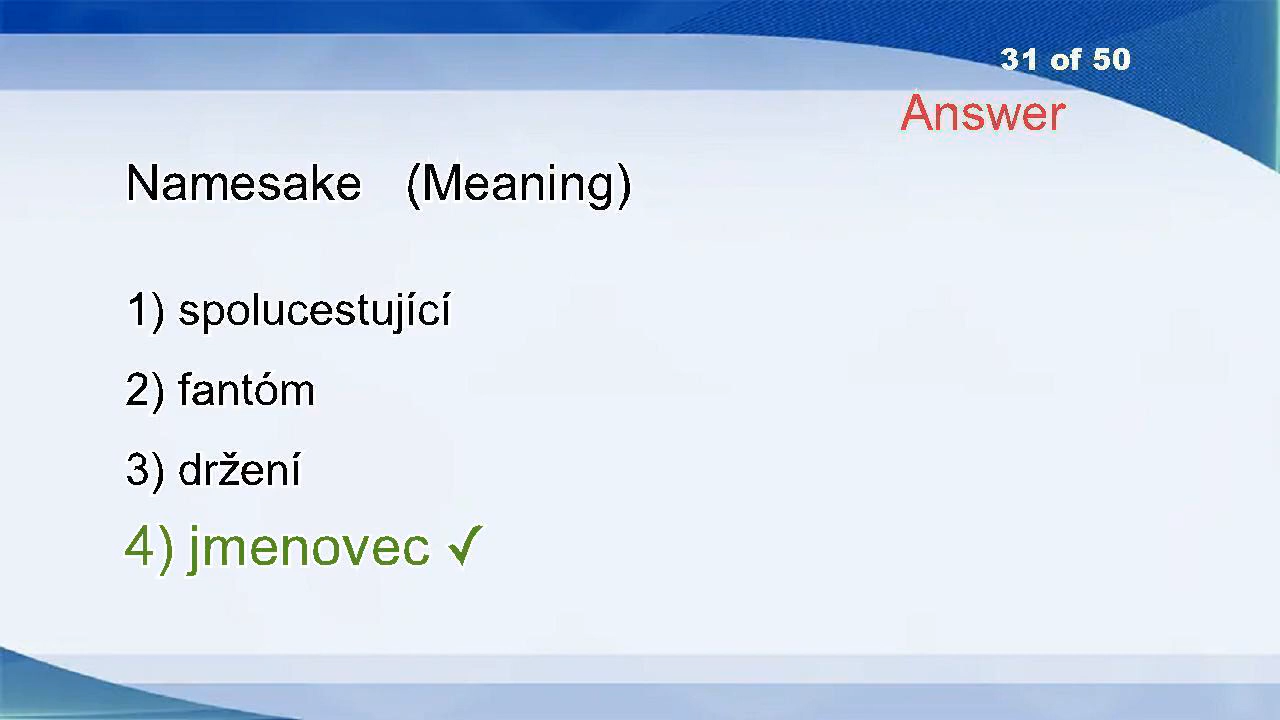 31 of 50
Answer
Namesake (Meaning)
1) spolucestující
2) fantóm
3) držení
4) jmenovec ✓